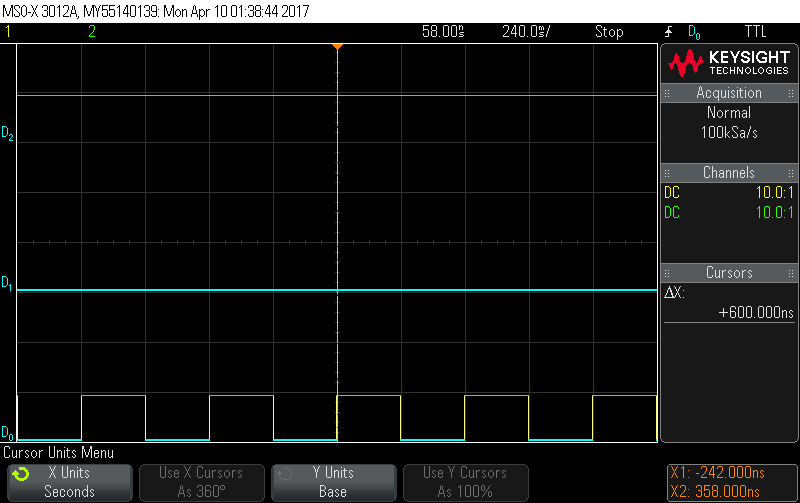 MSO-X 3012A, MY55140139: Mon Apr 10 01:38:44 2017
1 2 58.00s 240.0ms/ Stop D0 TTL
KEYSIGHT
TECHNOLOGIES
Acquisition
Normal
100kSa/s
D2
Channels
DC 10.0:1
DC 10.0:1
Cursors
D1
ΔX:
+600.000ns
D0
Cursor Units Menu
X Units
Seconds
Use X Cursors
As 360°
Y Units
Base
Use Y Cursors
As 100%
X1: -242.000ns
X2: 358.000ns